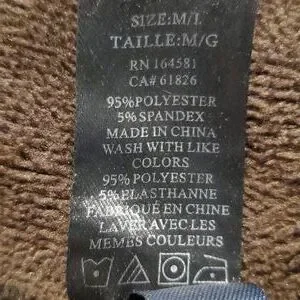 SIZE:M/L
TAILLE:M/G
RN 164581
CA# 61826
95%POLYESTER
5%SPANDEX
MADE IN CHINA
WASH WITH LIKE
COLORS
95%POLYESTER
5%ELASTHANNE
FABRIQUÉ EN CHINE
LAVER AVEC LES
MEMES COULEURS